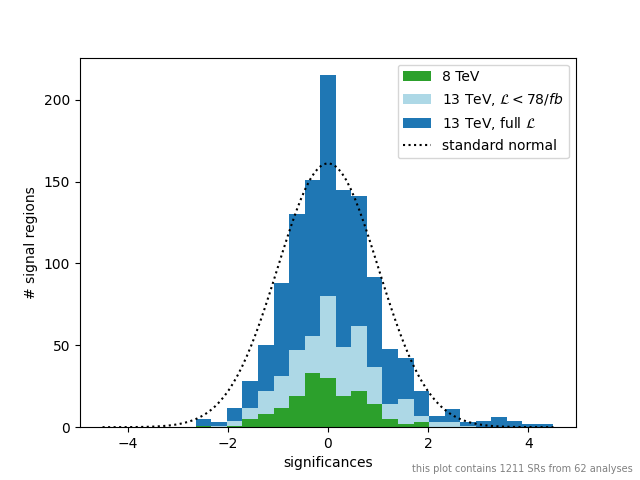 8 TeV
13 TeV, ℒ < 78/fb
13 TeV, full ℒ
standard normal
# signal regions
200
150
100
50
0
−4 −2 0 2 4
significances
this plot contains 1211 SRs from 62 analyses